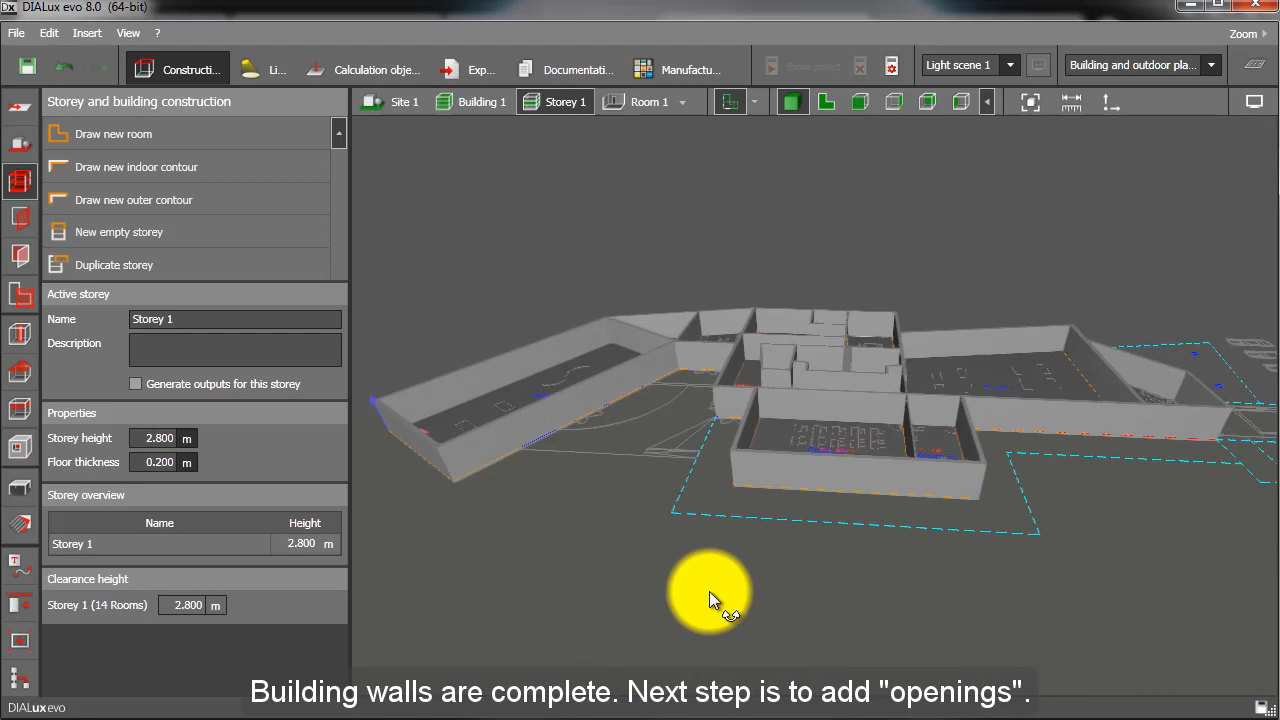 Dx DIALux evo 8.0 (64-bit)
File Edit Insert View ? Zoom
Constructi... Li... Calculation obje... Exp... Documentati... Manufactu... Light scene 1 Building and outdoor pla...
Storey and building construction
Site 1 Building 1 Storey 1 Room 1
Draw new room
Draw new indoor contour
Draw new outer contour
New empty storey
Duplicate storey
Active storey
Name Storey 1
Description
Generate outputs for this storey
Properties
Storey height 2.800 m
Floor thickness 0.200 m
Storey overview
Name Height
Storey 1 2.800 m
Clearance height
Storey 1 (14 Rooms) 2.800 m
Building walls are complete. Next step is to add "openings".
DIALux evo